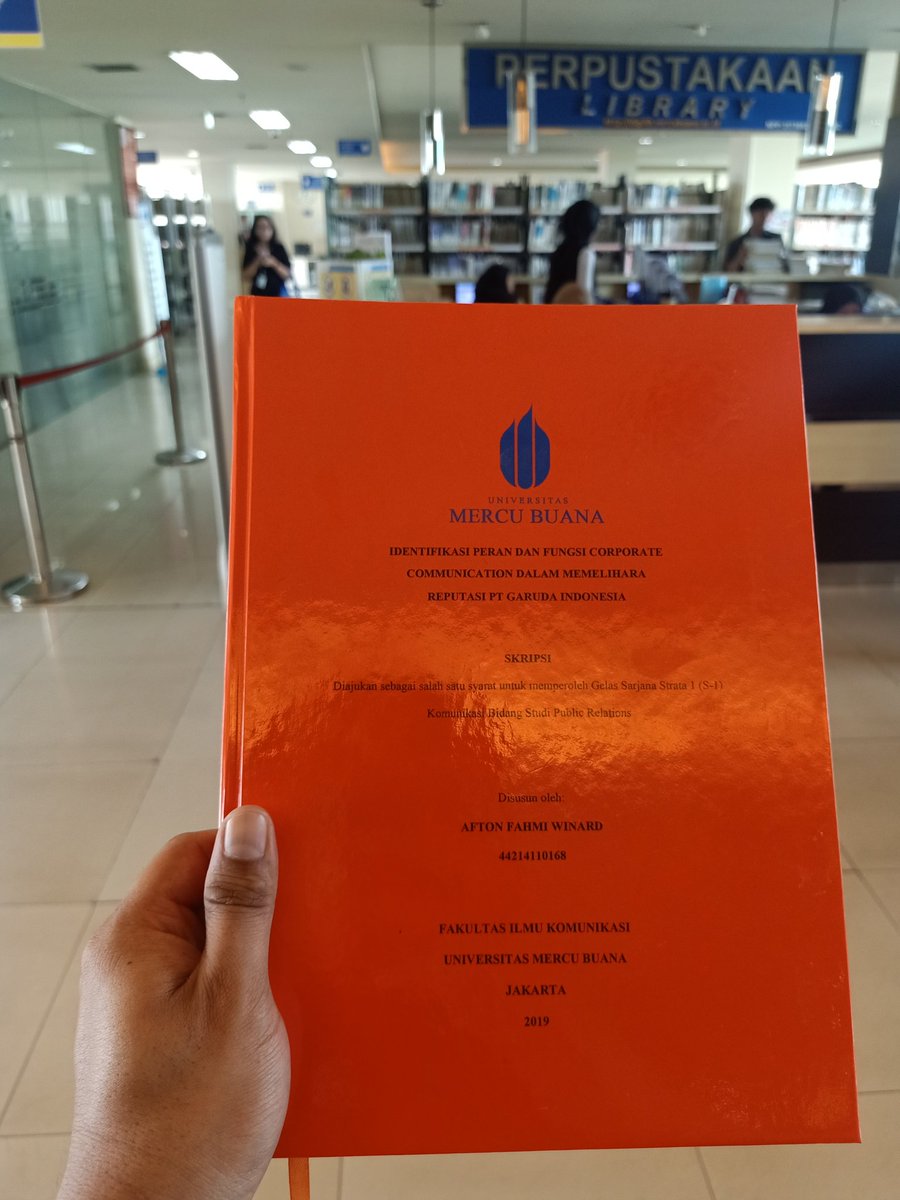 PERPUSTAKAAN
LIBRARY
UNIVERSITAS
MERCU BUANA
IDENTIFIKASI PERAN DAN FUNGSI CORPORATE
COMMUNICATION DALAM MEMELIHARA
REPUTASI PT GARUDA INDONESIA
SKRIPSI
Diajukan sebagai salah satu syarat untuk memperoleh Gelas Sarjana Strata 1 (S-1)
Komunikasi Bidang Studi Public Relations
Disusun oleh:
AFTON FAHMI WINARD
44214110168
FAKULTAS ILMU KOMUNIKASI
UNIVERSITAS MERCU BUANA
JAKARTA
2019